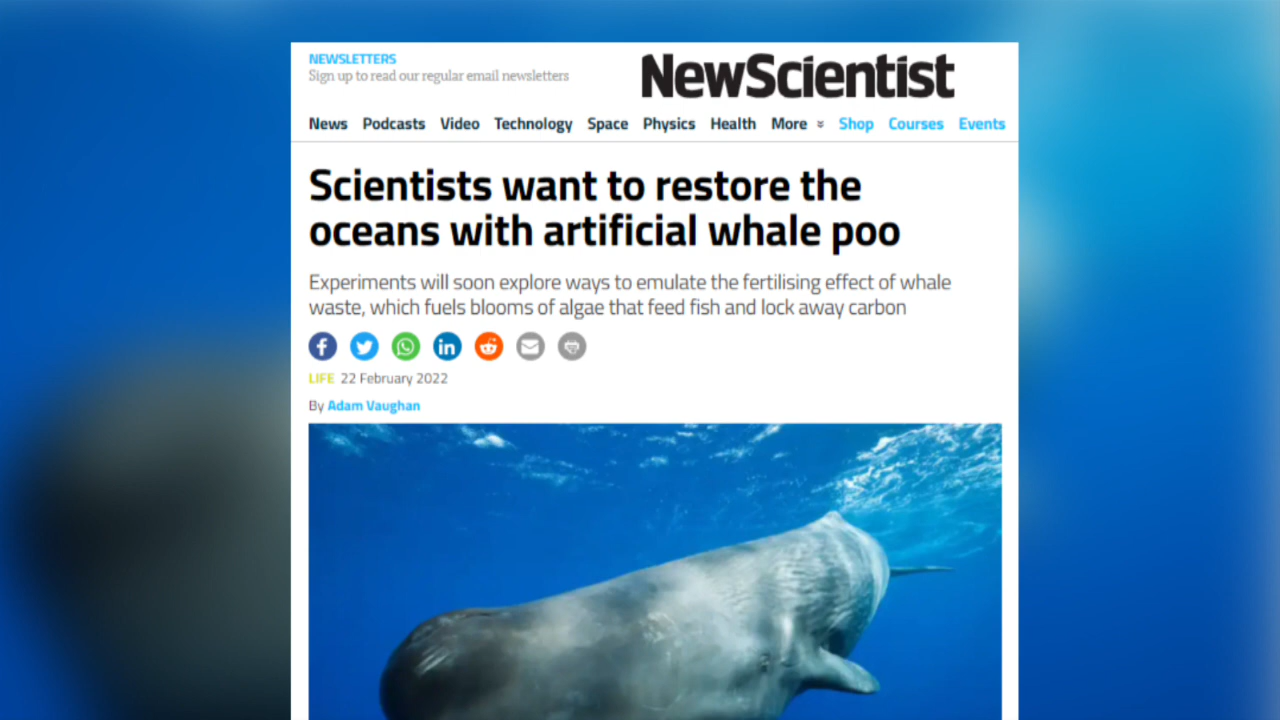 NEWSLETTERS
Sign up to read our regular email newsletters
NewScientist
News Podcasts Video Technology Space Physics Health More Shop Courses Events
Scientists want to restore the
oceans with artificial whale poo
Experiments will soon explore ways to emulate the fertilising effect of whale
waste, which fuels blooms of algae that feed fish and lock away carbon
LIFE 22 February 2022
By Adam Vaughan